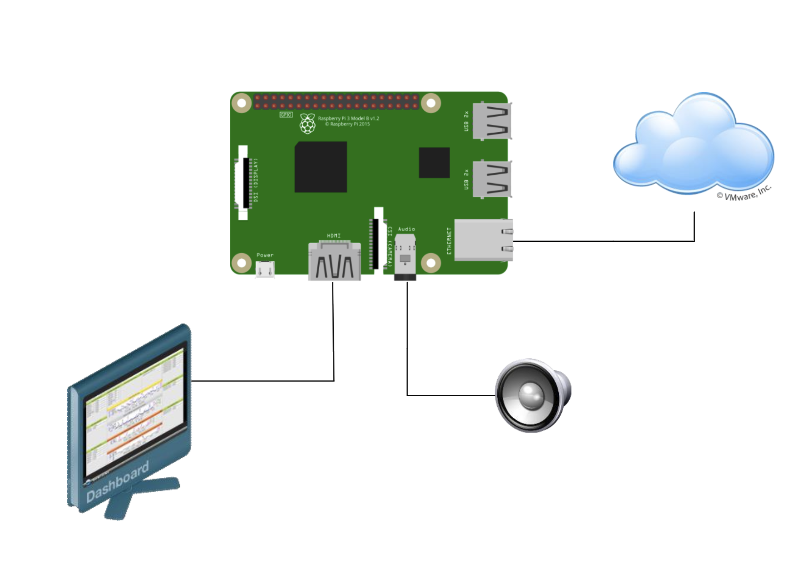 GPIO
Raspberry Pi 3 Model B v1.2
© Raspberry Pi 2015
USB 2x
DSI (DISPLAY)
USB 2x
© VMware, Inc.
ETHERNET
Audio
HDMI
CSI (CAMERA)
Power
Dashboard